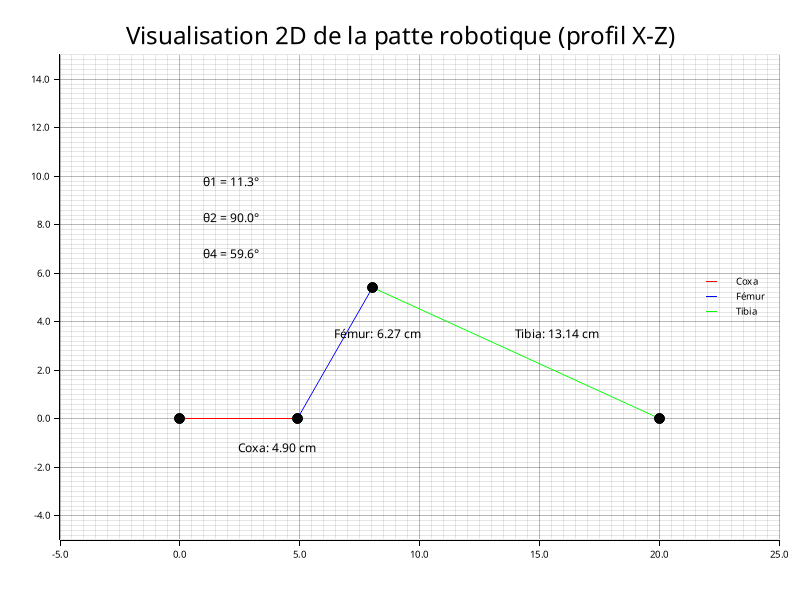 Visualisation 2D de la patte robotique (profil X-Z)
14.0
12.0
10.0
θ1 = 11.3°
θ2 = 90.0°
8.0
θ4 = 59.6°
6.0
Coxa
Fémur
Tibia
4.0
Fémur: 6.27 cm
Tibia: 13.14 cm
2.0
0.0
Coxa: 4.90 cm
-2.0
-4.0
-5.0 0.0 5.0 10.0 15.0 20.0 25.0